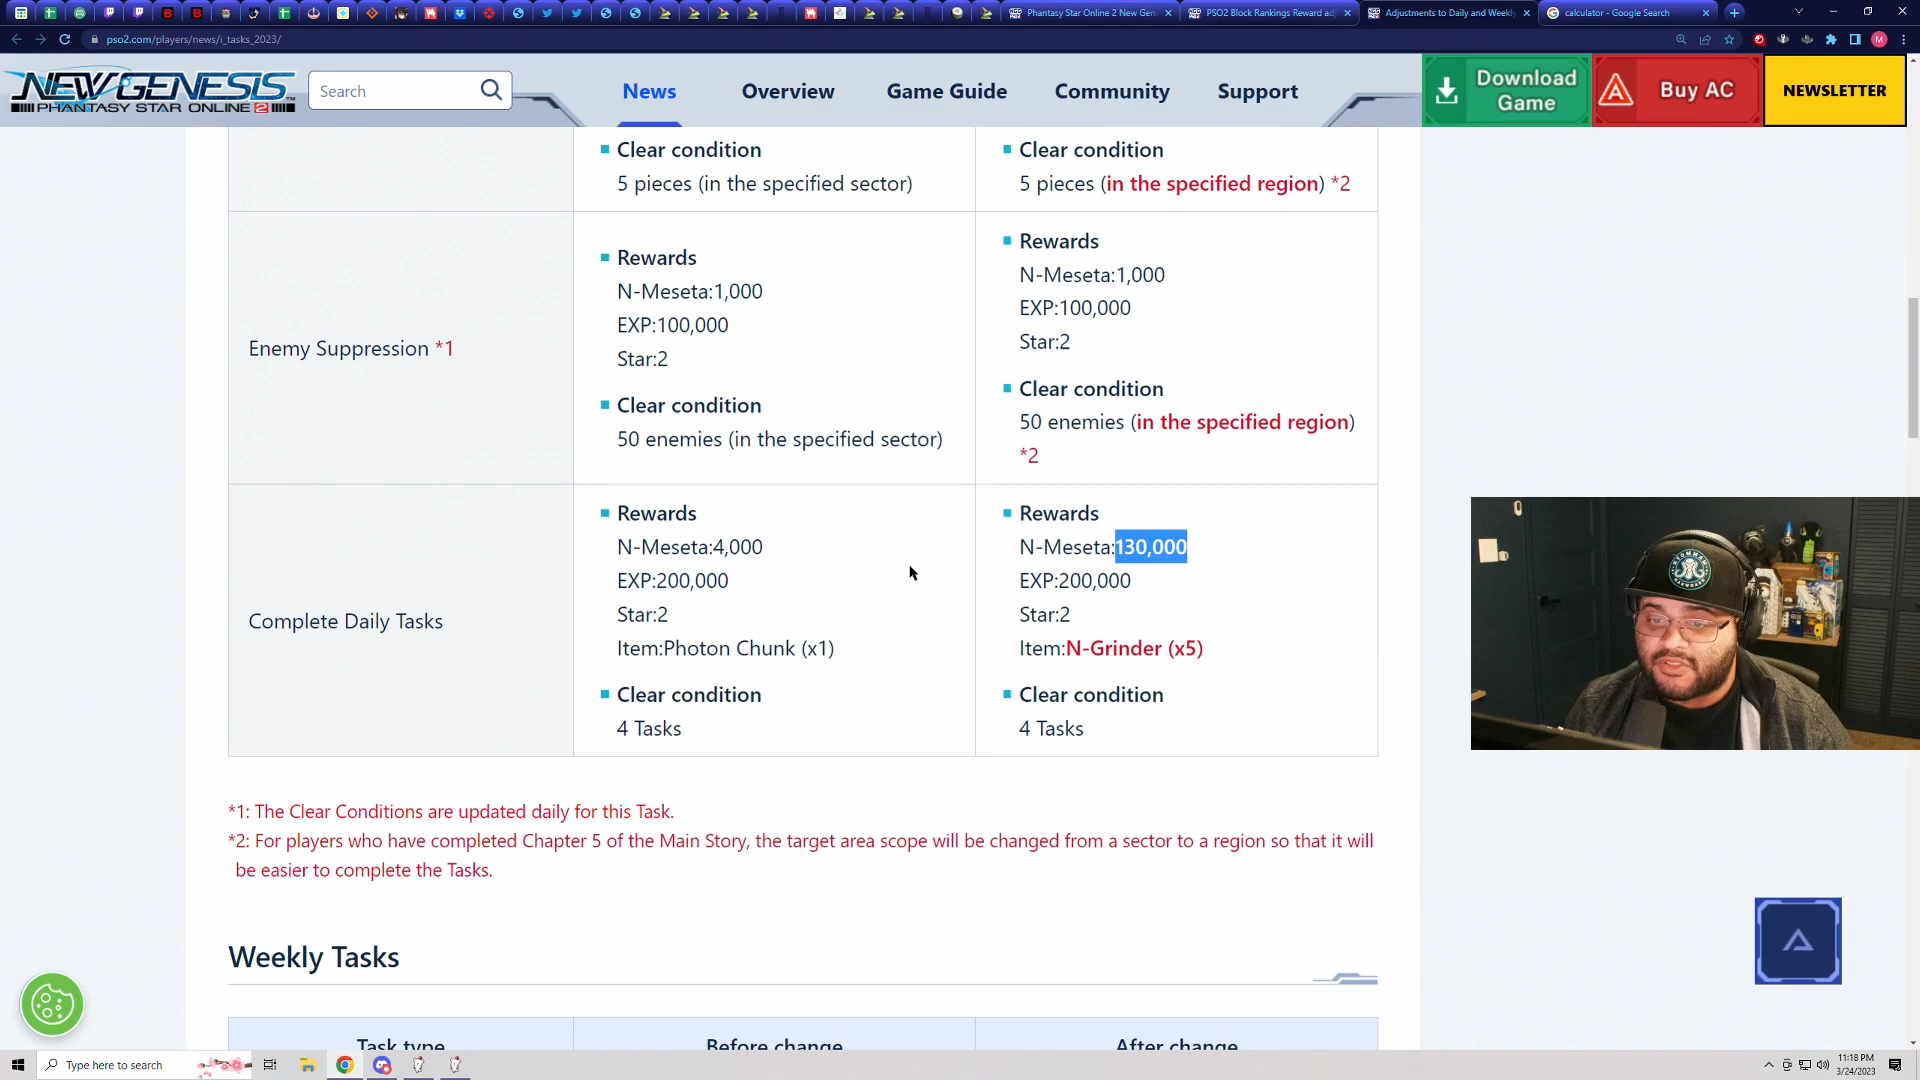 Phantasy Star Online 2 New Gen
PSO2 Block Rankings Reward ad
Adjustments to Daily and Weekly
calculator - Google Search
pso2.com/players/news/i_tasks_2023/
NEW GENESIS
PHANTASY STAR ONLINE 2
Search
News
Overview
Game Guide
Community
Support
Download Game
Buy AC
NEWSLETTER
Clear condition
5 pieces (in the specified sector)
Clear condition
5 pieces (in the specified region) *2
Enemy Suppression *1
Rewards
N-Meseta:1,000
EXP:100,000
Star:2
Clear condition
50 enemies (in the specified sector)
Rewards
N-Meseta:1,000
EXP:100,000
Star:2
Clear condition
50 enemies (in the specified region)
*2
Complete Daily Tasks
Rewards
N-Meseta:4,000
EXP:200,000
Star:2
Item:Photon Chunk (x1)
Clear condition
4 Tasks
Rewards
N-Meseta:130,000
EXP:200,000
Star:2
Item:N-Grinder (x5)
Clear condition
4 Tasks
*1: The Clear Conditions are updated daily for this Task.
*2: For players who have completed Chapter 5 of the Main Story, the target area scope will be changed from a sector to a region so that it will
be easier to complete the Tasks.
Weekly Tasks
Task type
Before change
After change
Type here to search
11:18 PM
3/24/2023